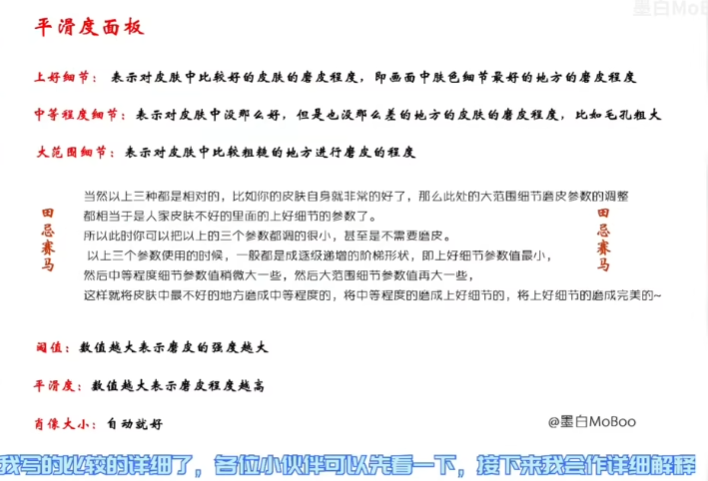 墨白MoB
平滑度面板
上好细节：表示对皮肤中比较好的皮肤的磨皮程度，即画面中肤色细节最好的地方的磨皮程度
中等程度细节：表示对皮肤中没那么好，但是也没那么差的地方的皮肤的磨皮程度，比如毛孔粗大
大范围细节：表示对皮肤中比较粗糙的地方进行磨皮的程度
田忌赛马
当然以上三种都是相对的，比如你的皮肤自身就非常的好了，那么此处的大范围细节磨皮参数的调整
都相当于是人家皮肤不好的里面的上好细节的参数了。
所以此时你可以把以上的三个参数都调的很小，甚至是不需要磨皮。
以上三个参数使用的时候，一般都是成逐级递增的阶梯形状，即上好细节参数值最小，
然后中等程度细节参数值稍微大一些，然后大范围细节参数值再大一些，
这样就将皮肤中最不好的地方磨成中等程度的，将中等程度的磨成上好细节的，将上好细节的磨成完美的~
田忌赛马
阈值：数值越大表示磨皮的强度越大
平滑度：数值越大表示磨皮程度越高
肖像大小：自动就好
@墨白MoBoo
我写的比较的详细了，各位小伙伴可以先看一下，接下来我会作详细解释